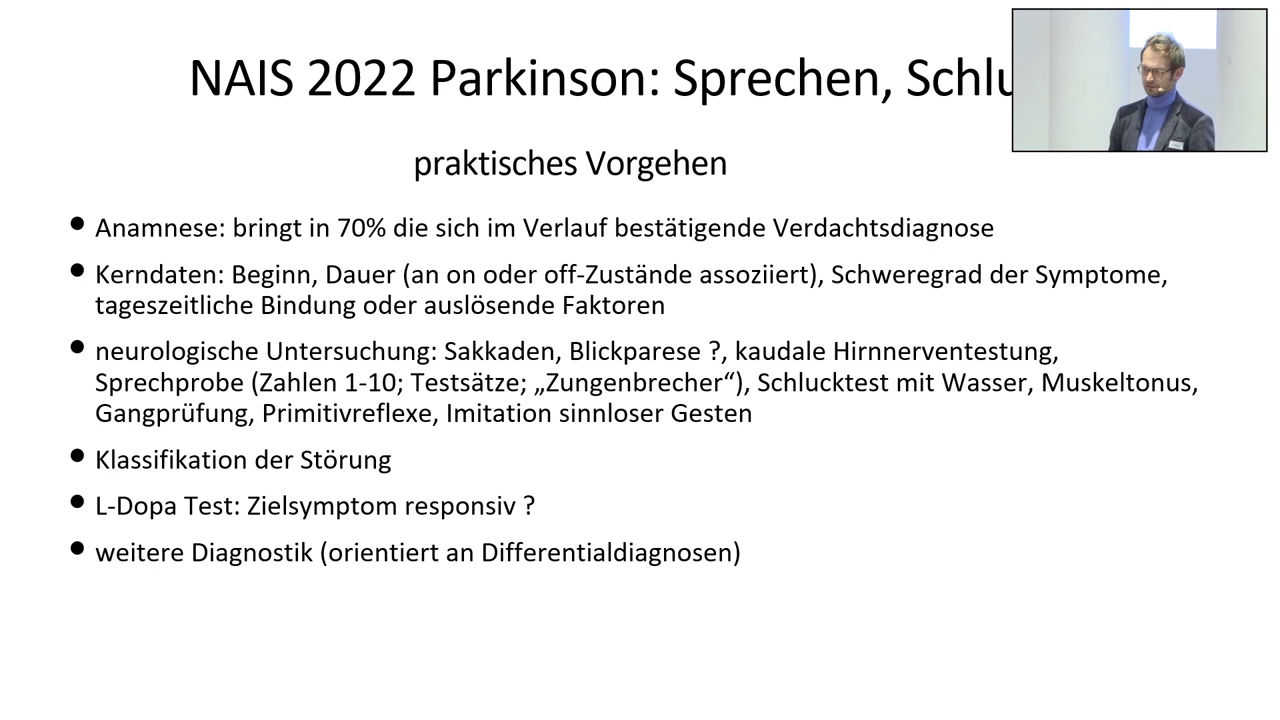 NAIS 2022 Parkinson: Sprechen,
praktisches Vorgehen
• Anamnese: bringt in 70% die sich im Verlauf bestätigende Verdachtsdiagnose
• Kerndaten: Beginn, Dauer (an on oder off-Zustände assoziiert), Schweregrad der Symptome,
tageszeitliche Bindung oder auslösende Faktoren
• neurologische Untersuchung: Sakkaden, Blickparese ?, kaudale Hirnnerventestung,
Sprechprobe (Zahlen 1-10; Testsätze; „Zungenbrecher“), Schlucktest mit Wasser, Muskeltonus,
Gangprüfung, Primitivreflexe, Imitation sinnloser Gesten
• Klassifikation der Störung
• L-Dopa Test: Zielsymptom responsiv ?
• weitere Diagnostik (orientiert an Differentialdiagnosen)